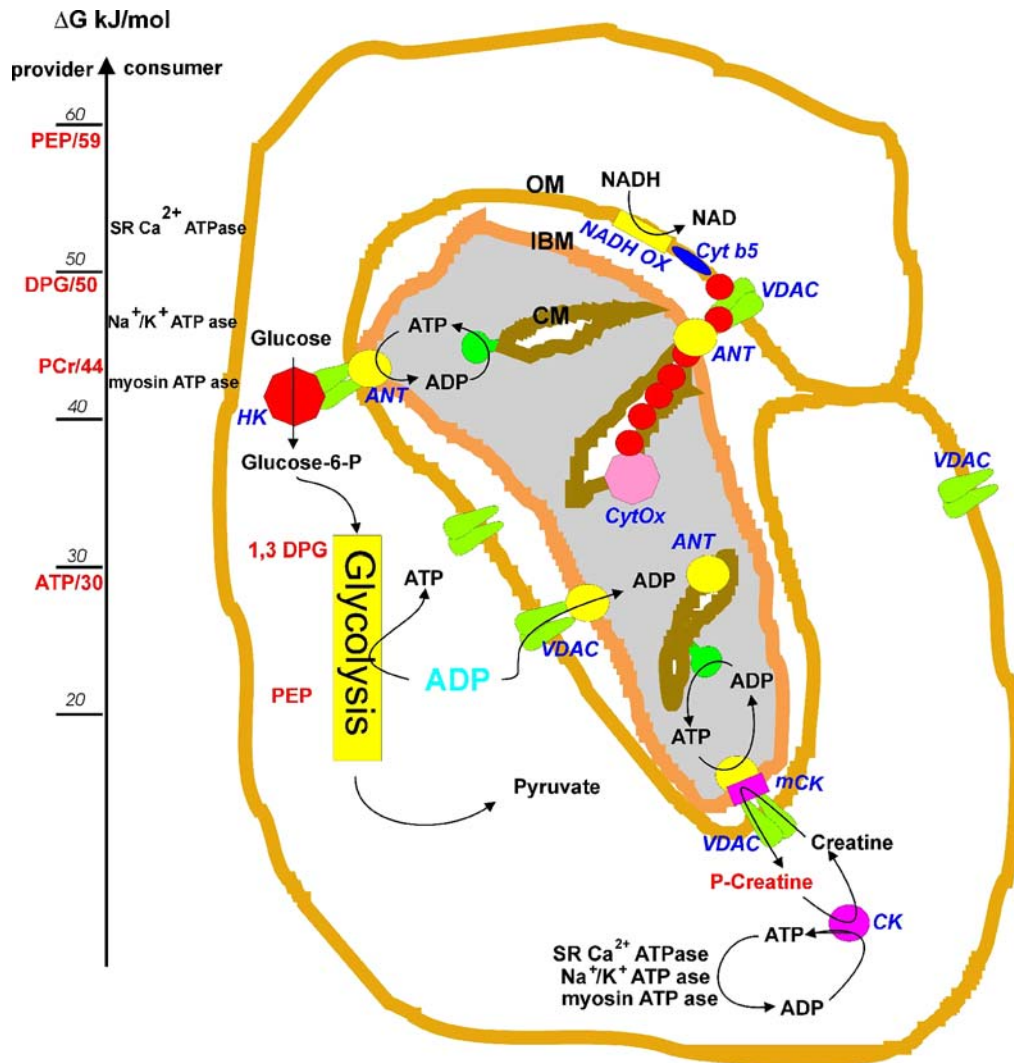 ΔG kJ/mol
provider
consumer
60
PEP/59
SR Ca2+ ATPase
50
DPG/50
Na+/K+ ATP ase
PCr/44
myosin ATP ase
40
30
ATP/30
20
OM
NADH
NAD
IBM
NADH OX
Cyt b5
VDAC
CM
ANT
ATP
ADP
ANT
Glucose
HK
Glucose-6-P
CytOx
VDAC
1,3 DPG
Glycolysis
ATP
ANT
ADP
VDAC
ADP
PEP
ADP
ATP
Pyruvate
mCK
VDAC
Creatine
P-Creatine
CK
ATP
SR Ca2+ ATPase
Na+/K+ ATP ase
myosin ATP ase
ADP